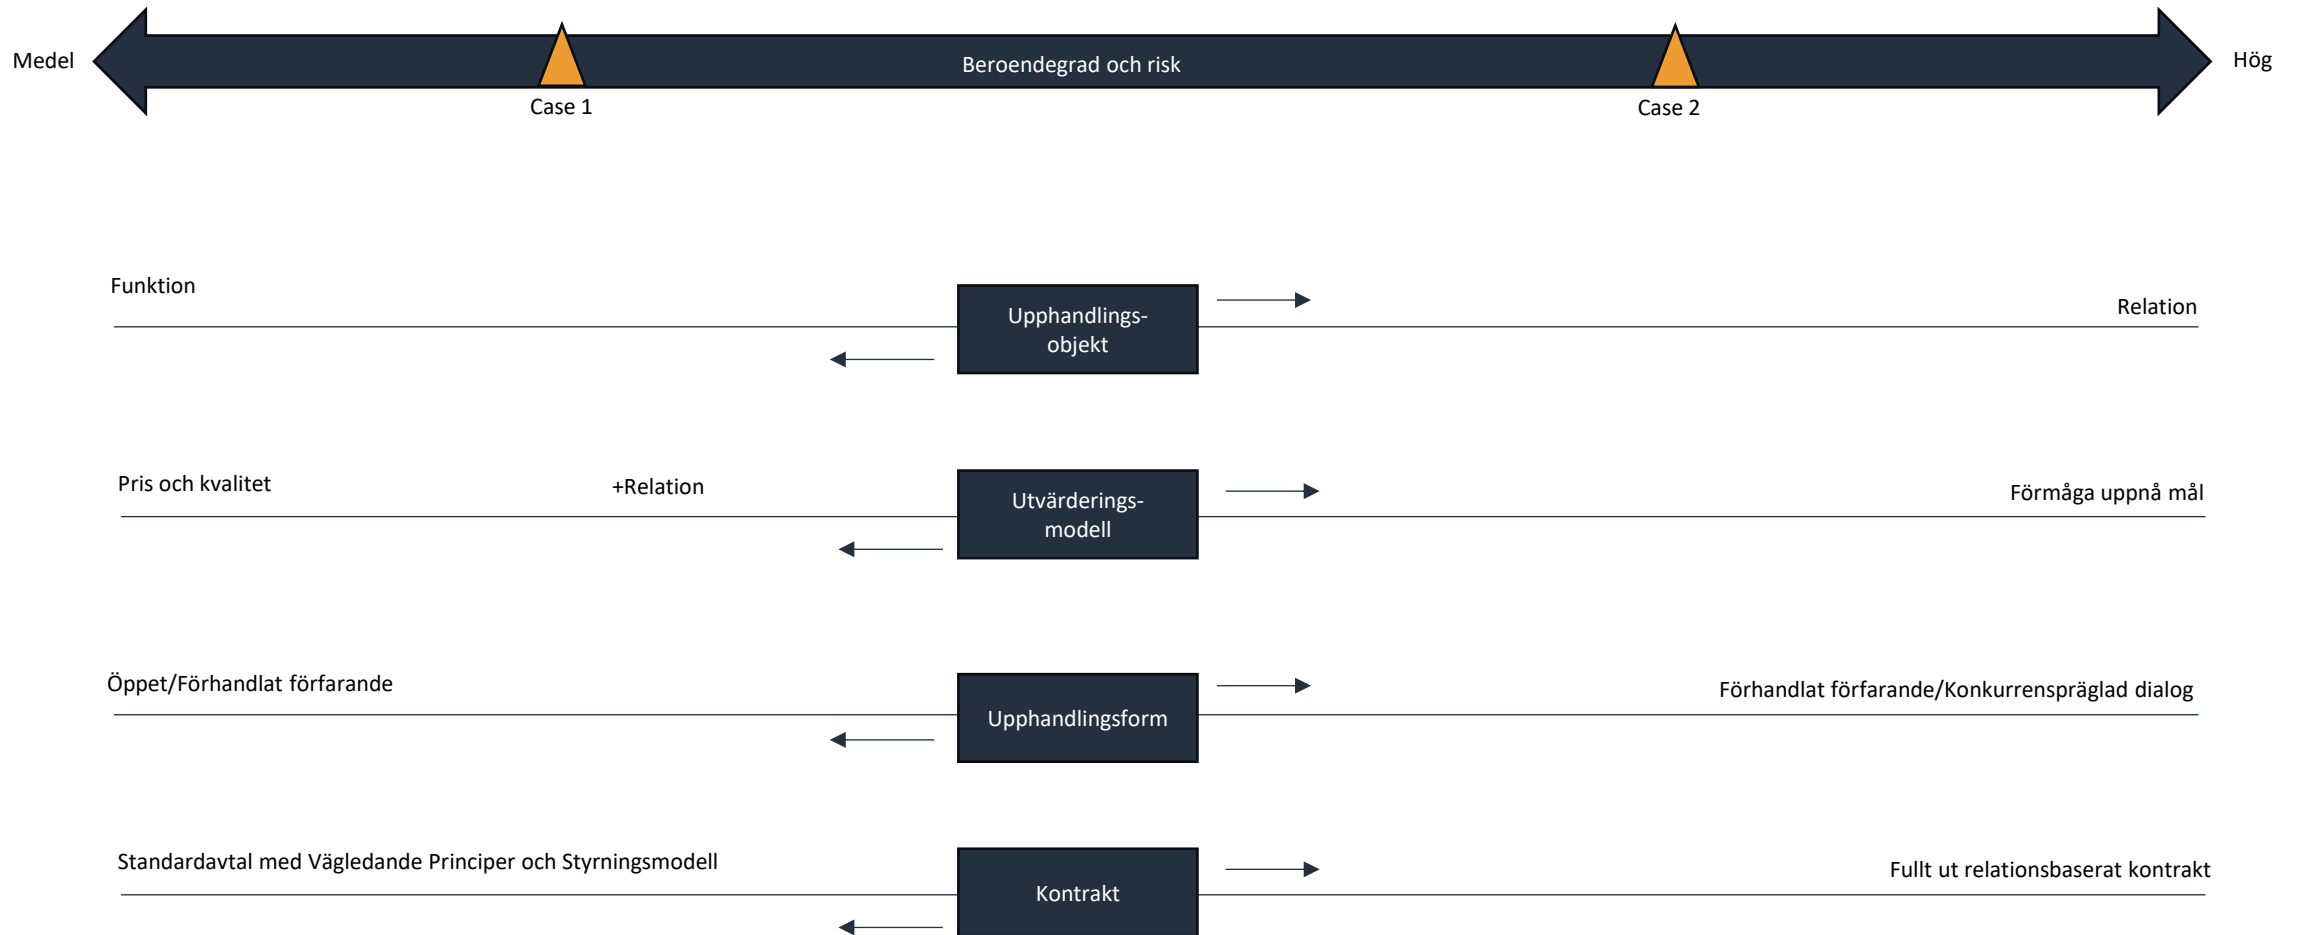 Medel
Beroendegrad och risk
Hög
Case 1
Case 2
Funktion
Upphandlings-
objekt
Relation
Pris och kvalitet
+Relation
Utvärderings-
modell
Förmåga uppnå mål
Öppet/Förhandlat förfarande
Upphandlingsform
Förhandlat förfarande/Konkurrenspräglad dialog
Standardavtal med Vägledande Principer och Styrningsmodell
Kontrakt
Fullt ut relationsbaserat kontrakt